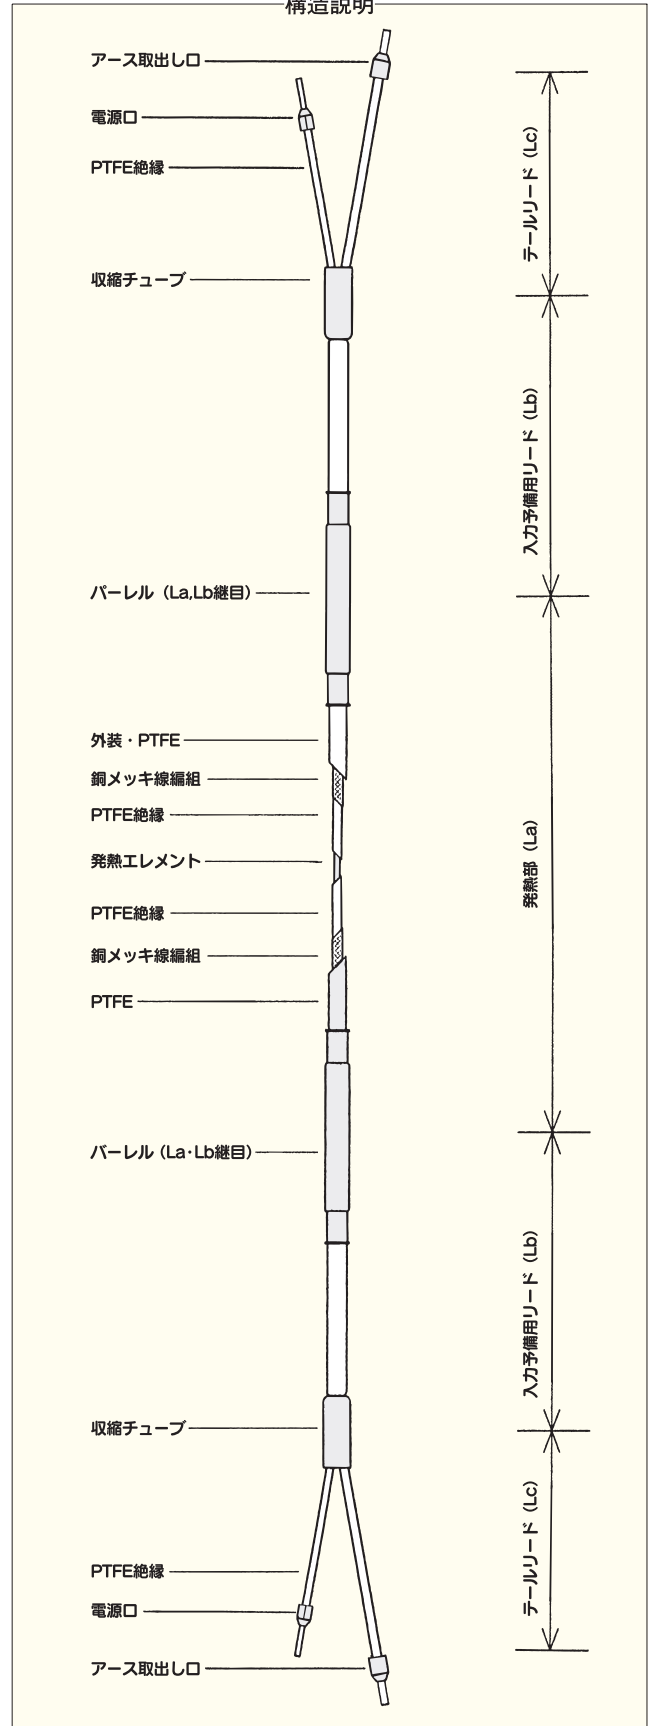 構造説明
アース取出し口
電源口
PTFE絶縁
収縮チューブ
パーレル（La,Lb継目）
外装・PTFE
銅メッキ線編組
PTFE絶縁
発熱エレメント
PTFE絶縁
銅メッキ線編組
PTFE
バーレル（La・Lb継目）
収縮チューブ
PTFE絶縁
電源口
アース取出し口
テールリード（Lc）
入力予備用リード（Lb）
発熱部（La）
入力予備用リード（Lb）
テールリード（Lc）